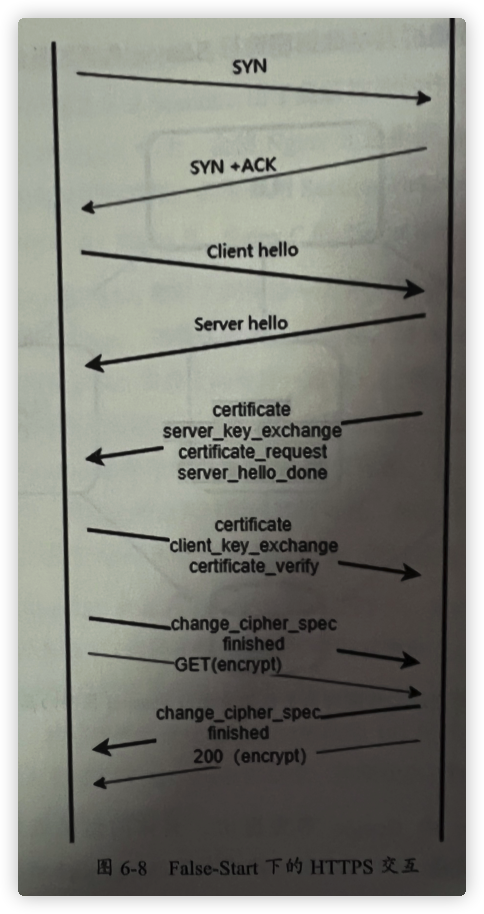 SYN
SYN +ACK
Client hello
Server hello
certificate
server_key_exchange
certificate_request
server_hello_done
certificate
client_key_exchange
certificate_verify
change_cipher_spec
finished
GET(encrypt)
change_cipher_spec
finished
200 (encrypt)
图 6-8 False-Start 下的 HTTPS 交互